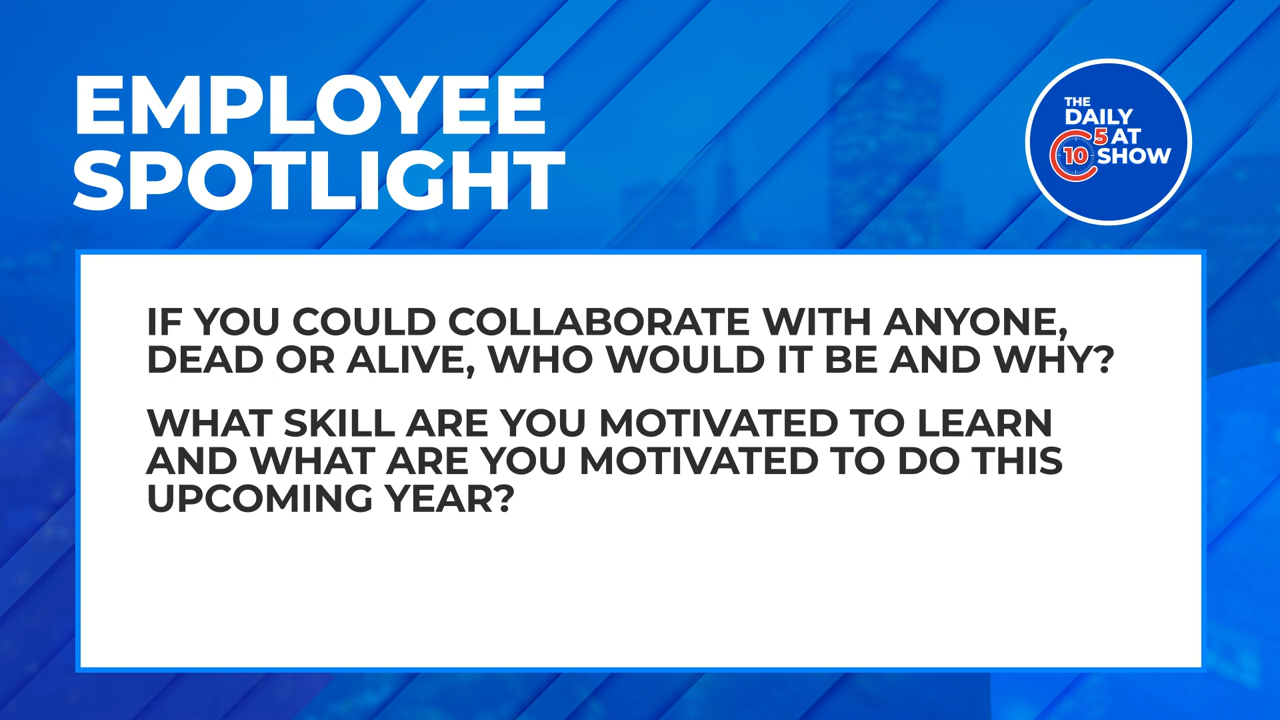 EMPLOYEE
SPOTLIGHT
THE
DAILY
5 AT
10 SHOW
IF YOU COULD COLLABORATE WITH ANYONE,
DEAD OR ALIVE, WHO WOULD IT BE AND WHY?
WHAT SKILL ARE YOU MOTIVATED TO LEARN
AND WHAT ARE YOU MOTIVATED TO DO THIS
UPCOMING YEAR?